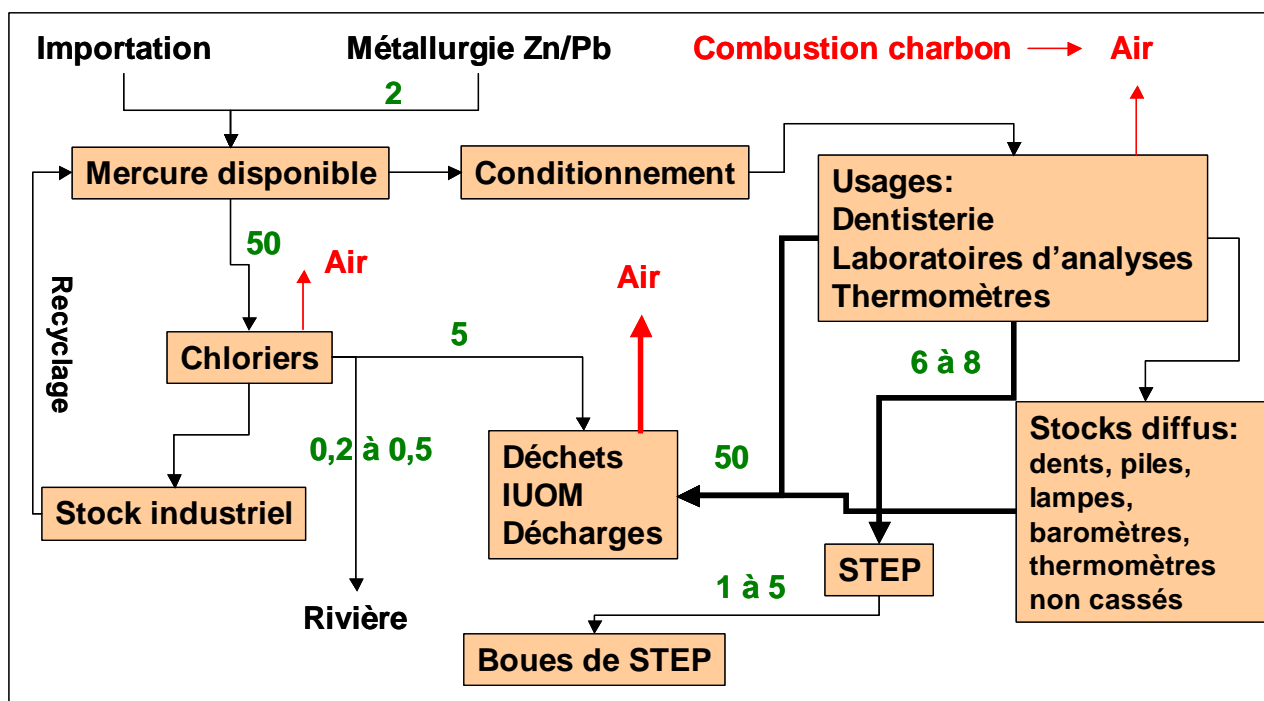 Importation
Métallurgie Zn/Pb
Combustion charbon
Air
2
Mercure disponible
Conditionnement
Usages:
Dentisterie
Laboratoires d'analyses
Thermomètres
50
Air
Air
Recyclage
Chloriers
5
6 à 8
0,2 à 0,5
50
Déchets
IUOM
Décharges
Stocks diffus:
dents, piles,
lampes,
baromètres,
thermomètres
non cassés
Stock industriel
STEP
1 à 5
Rivière
Boues de STEP